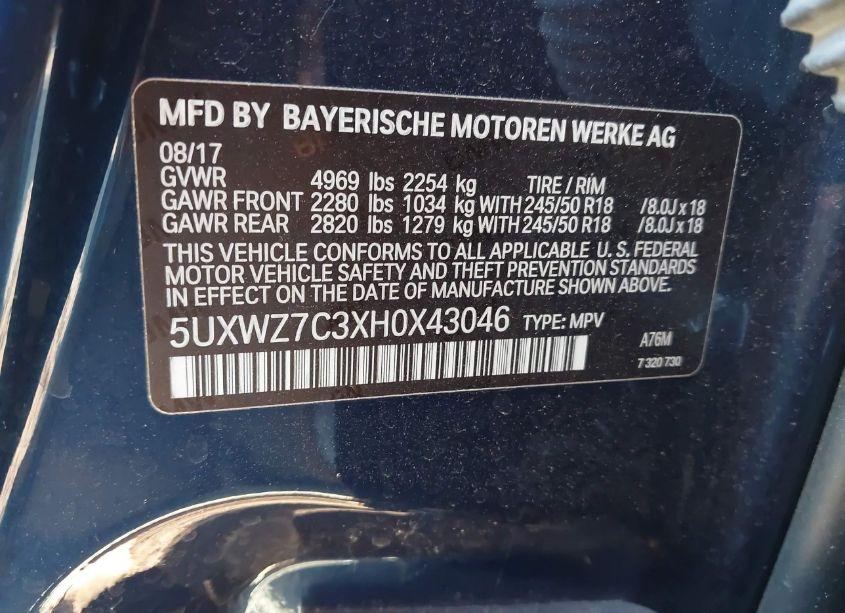 MFD BY BAYERISCHE MOTOREN WERKE AG
08/17
GVWR 4969 lbs 2254 kg TIRE / RIM
GAWR FRONT 2280 lbs 1034 kg WITH 245/50 R18 /8.0J x 18
GAWR REAR 2820 lbs 1279 kg WITH 245/50 R18 /8.0J x 18
THIS VEHICLE CONFORMS TO ALL APPLICABLE U. S. FEDERAL
MOTOR VEHICLE SAFETY AND THEFT PREVENTION STANDARDS
IN EFFECT ON THE DATE OF MANUFACTURE SHOWN ABOVE.
5UXWZ7C3XH0X43046 TYPE: MPV
A76M
7 320 730